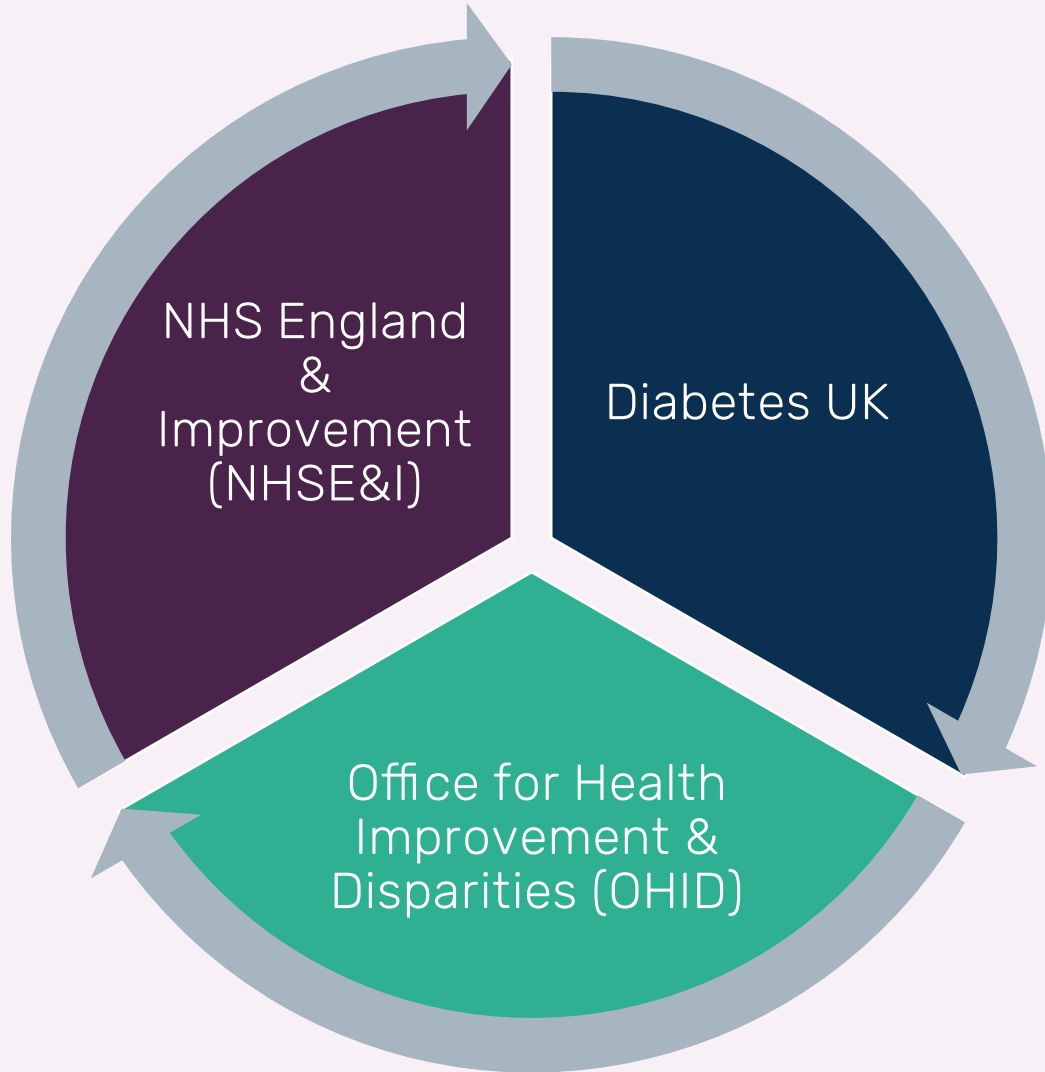 NHS England
&
Improvement
(NHSE&I)
Diabetes UK
Office for Health
Improvement &
Disparities (OHID)